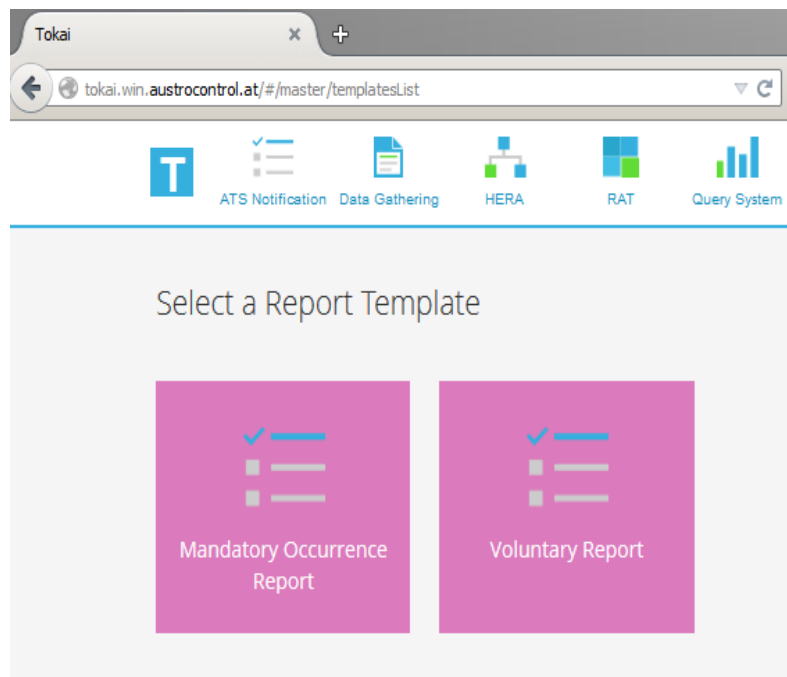 Tokai
tokai.win.austrocontrol.at/#/master/templatesList
T
ATS Notification Data Gathering HERA RAT Query System
Select a Report Template
Mandatory Occurrence
Report
Voluntary Report